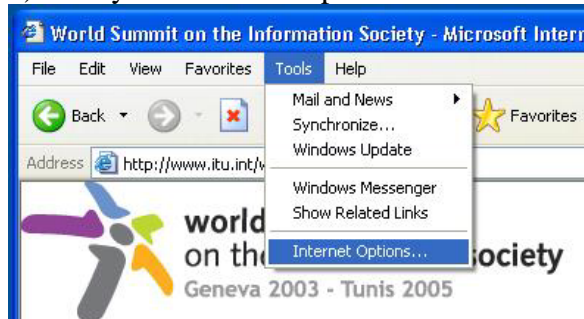 World Summit on the Information Society - Microsoft Intern
File Edit View Favorites Tools Help
Mail and News
Synchronize...
Windows Update
Windows Messenger
Show Related Links
Internet Options...
Back
Favorites
Address http://www.itu.int/
world
on the
society
Geneva 2003 - Tunis 2005